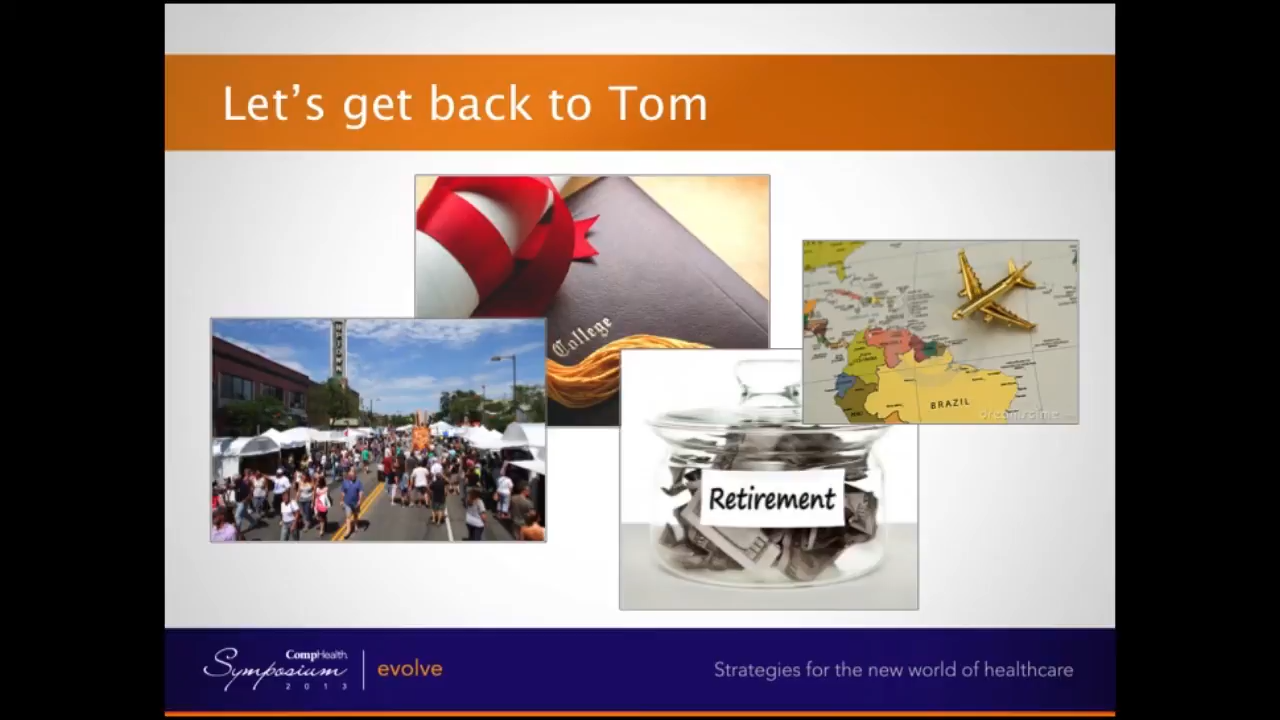 Let's get back to Tom
College
BRAZIL
dreamstime
Retirement
CompHealth
Symposium
2013
evolve
Strategies for the new world of healthcare